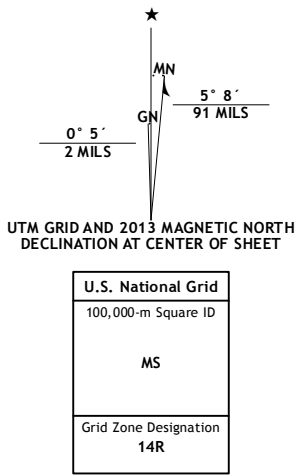 MN
GN
5° 8´
91 MILS
0° 5´
2 MILS
UTM GRID AND 2013 MAGNETIC NORTH
DECLINATION AT CENTER OF SHEET
U.S. National Grid
100,000-m Square ID
MS
Grid Zone Designation
14R